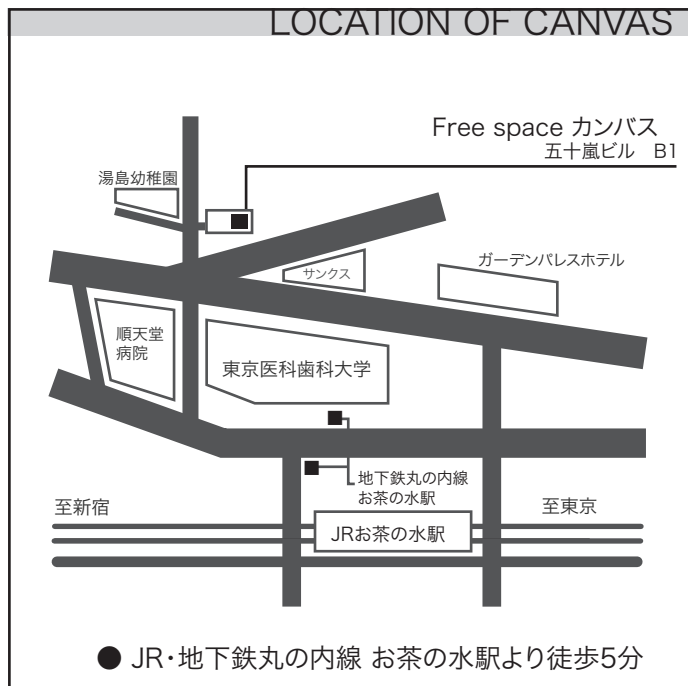 LOCATION OF CANVAS
Free space カンバス
五十嵐ビル　B1
湯島幼稚園
サンクス
ガーデンパレスホテル
順天堂
病院
東京医科歯科大学
地下鉄丸の内線
お茶の水駅
至新宿
至東京
JRお茶の水駅
● JR・地下鉄丸の内線 お茶の水駅より徒歩5分